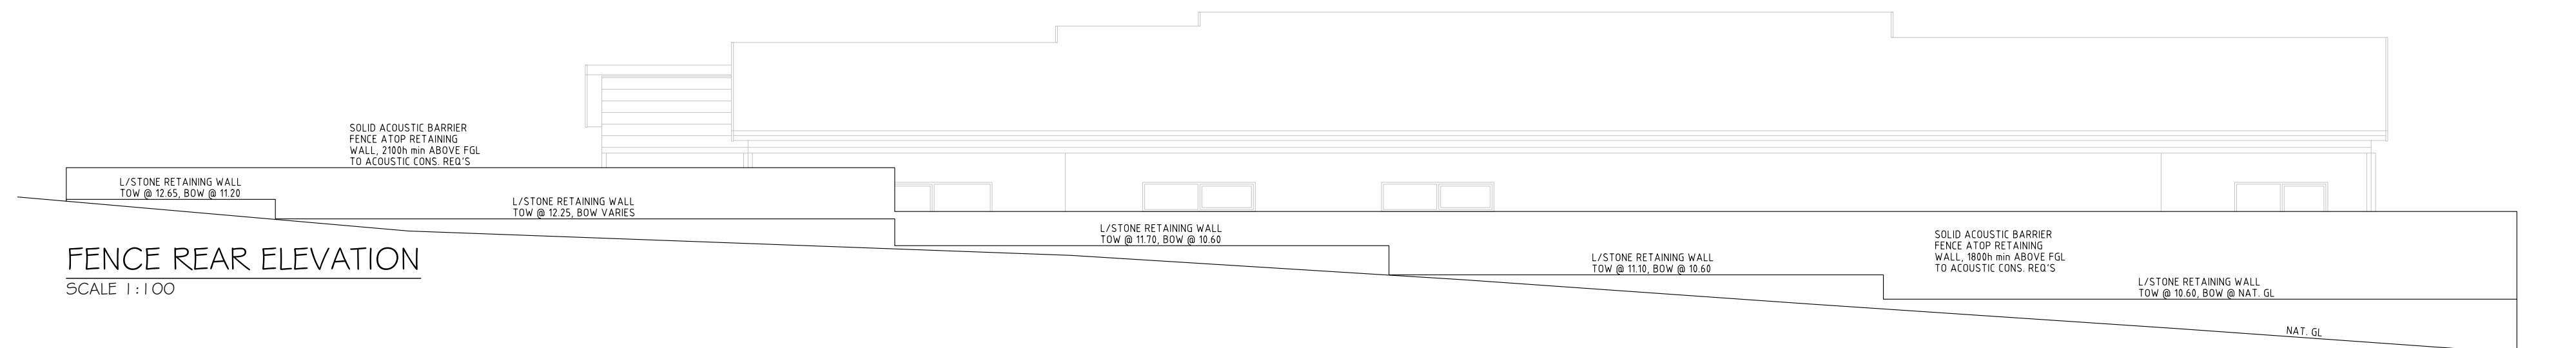 SOLID ACOUSTIC BARRIER
FENCE ATOP RETAINING
WALL, 2100h min ABOVE FGL
TO ACOUSTIC CONS. REQ'S
L/STONE RETAINING WALL
TOW @ 12.65, BOW @ 11.20
L/STONE RETAINING WALL
TOW @ 12.25, BOW VARIES
L/STONE RETAINING WALL
TOW @ 11.70, BOW @ 10.60
L/STONE RETAINING WALL
TOW @ 11.10, BOW @ 10.60
SOLID ACOUSTIC BARRIER
FENCE ATOP RETAINING
WALL, 1800h min ABOVE FGL
TO ACOUSTIC CONS. REQ'S
L/STONE RETAINING WALL
TOW @ 10.60, BOW @ NAT. GL
NAT. GL
FENCE REAR ELEVATION
SCALE 1:100